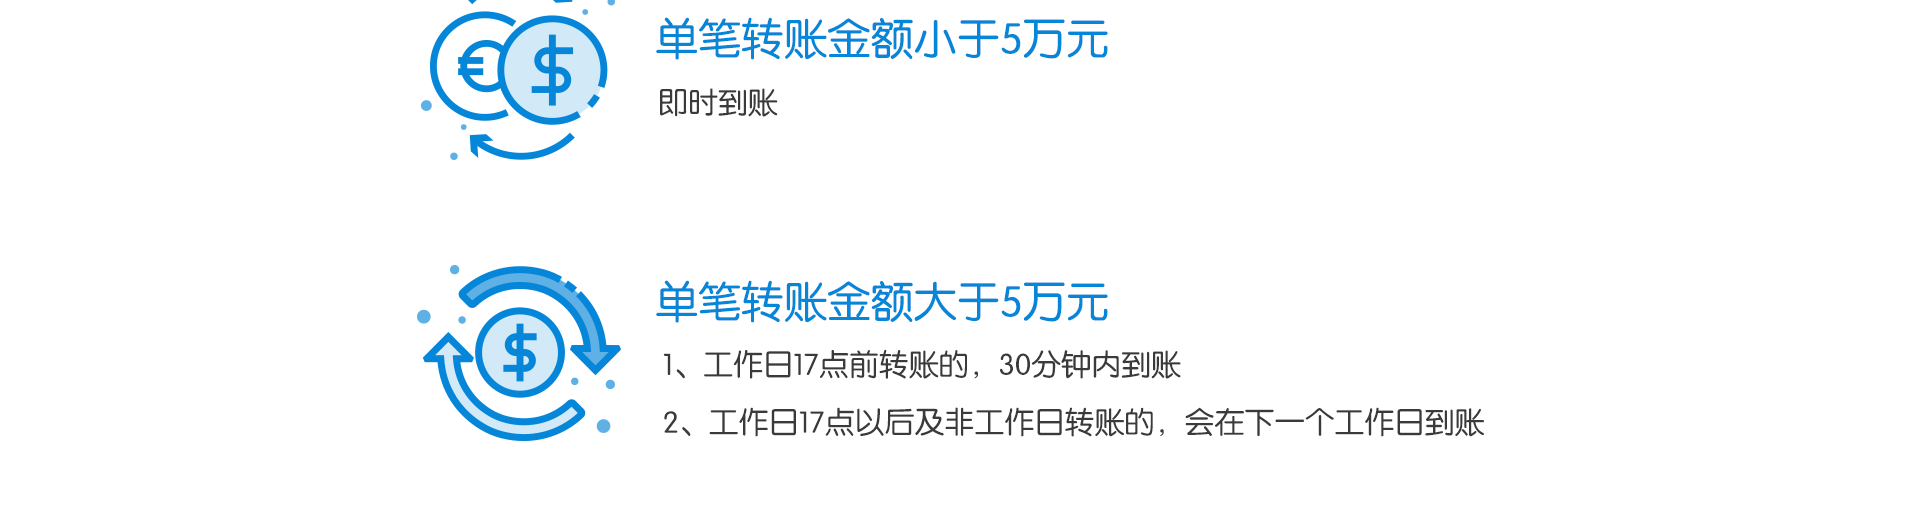 单笔转账金额小于5万元
即时到账
单笔转账金额大于5万元
1、工作日17点前转账的，30分钟内到账
2、工作日17点以后及非工作日转账的，会在下一个工作日到账